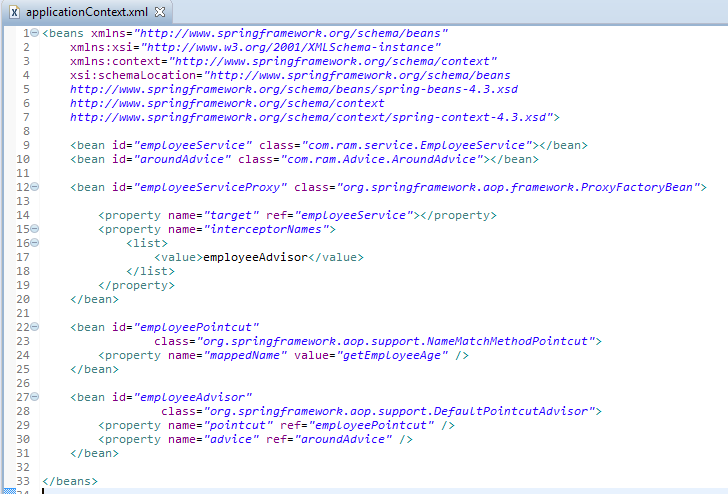 applicationContext.xml
1 <beans xmlns="http://www.springframework.org/schema/beans"
2 xmlns:xsi="http://www.w3.org/2001/XMLSchema-instance"
3 xmlns:context="http://www.springframework.org/schema/context"
4 xsi:schemaLocation="http://www.springframework.org/schema/beans
5 http://www.springframework.org/schema/beans/spring-beans-4.3.xsd
6 http://www.springframework.org/schema/context
7 http://www.springframework.org/schema/context/spring-context-4.3.xsd">
8
9 <bean id="employeeService" class="com.ram.service.EmployeeService"></bean>
10 <bean id="aroundAdvice" class="com.ram.Advice.AroundAdvice"></bean>
11
12 <bean id="employeeServiceProxy" class="org.springframework.aop.framework.ProxyFactoryBean">
13
14 <property name="target" ref="employeeService"></property>
15 <property name="interceptorNames">
16 <list>
17 <value>employeeAdvisor</value>
18 </list>
19 </property>
20 </bean>
21
22 <bean id="employeePointcut"
23 class="org.springframework.aop.support.NameMatchMethodPointcut">
24 <property name="mappedName" value="getEmployeeAge" />
25 </bean>
26
27 <bean id="employeeAdvisor"
28 class="org.springframework.aop.support.DefaultPointcutAdvisor">
29 <property name="pointcut" ref="employeePointcut" />
30 <property name="advice" ref="aroundAdvice" />
31 </bean>
32
33 </beans>
34